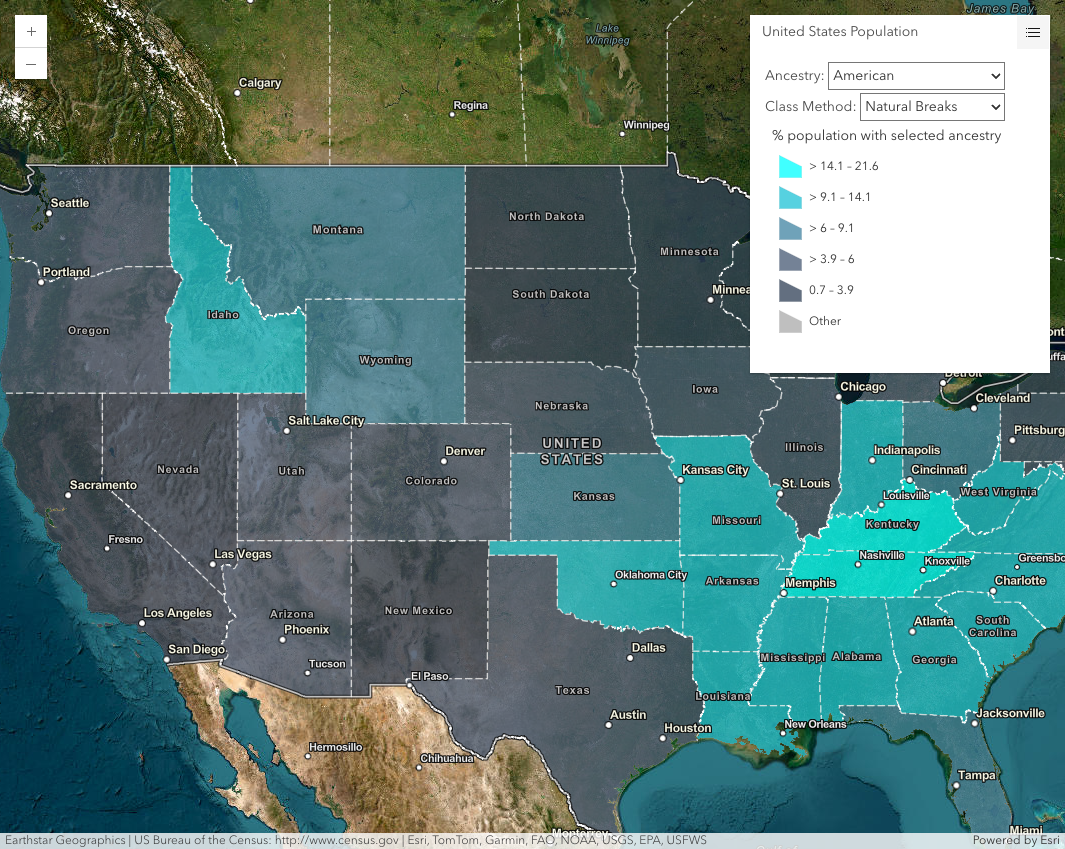 James Bay
+
United States Population
Lake
Winnipeg
−
Ancestry: American
Calgary
Class Method: Natural Breaks
Regina
Winnipeg
% population with selected ancestry
> 14.1 – 21.6
> 9.1 – 14.1
Seattle
North Dakota
Montana
> 6 – 9.1
Minnesota
> 3.9 – 6
Portland
South Dakota
Minnea
0.7 – 3.9
Idaho
Other
Oregon
Wyoming
ont
uffa
Detroit
Iowa
Chicago
Cleveland
Nebraska
Salt Lake City
Pittsburg
UNITED
STATES
Illinois
Indianapolis
Denver
Nevada
Utah
Kansas City
Cincinnati
Colorado
Sacramento
St. Louis
West Virginia
Kansas
Louisville
Missouri
Kentucky
Fresno
Las Vegas
Nashville
Knoxville
Greensbo
Oklahoma City
Arkansas
Memphis
Charlotte
Los Angeles
Arizona
New Mexico
Atlanta
South
Carolina
Phoenix
San Diego
Dallas
Mississippi
Alabama
Georgia
Tucson
El Paso
Texas
Louisiana
Austin
Jacksonville
Houston
New Orleans
Hermosillo
Chihuahua
Tampa
Monterrey
Miami
Earthstar Geographics | US Bureau of the Census: http://www.census.gov | Esri, TomTom, Garmin, FAO, NOAA, USGS, EPA, USFWS
Powered by Esri